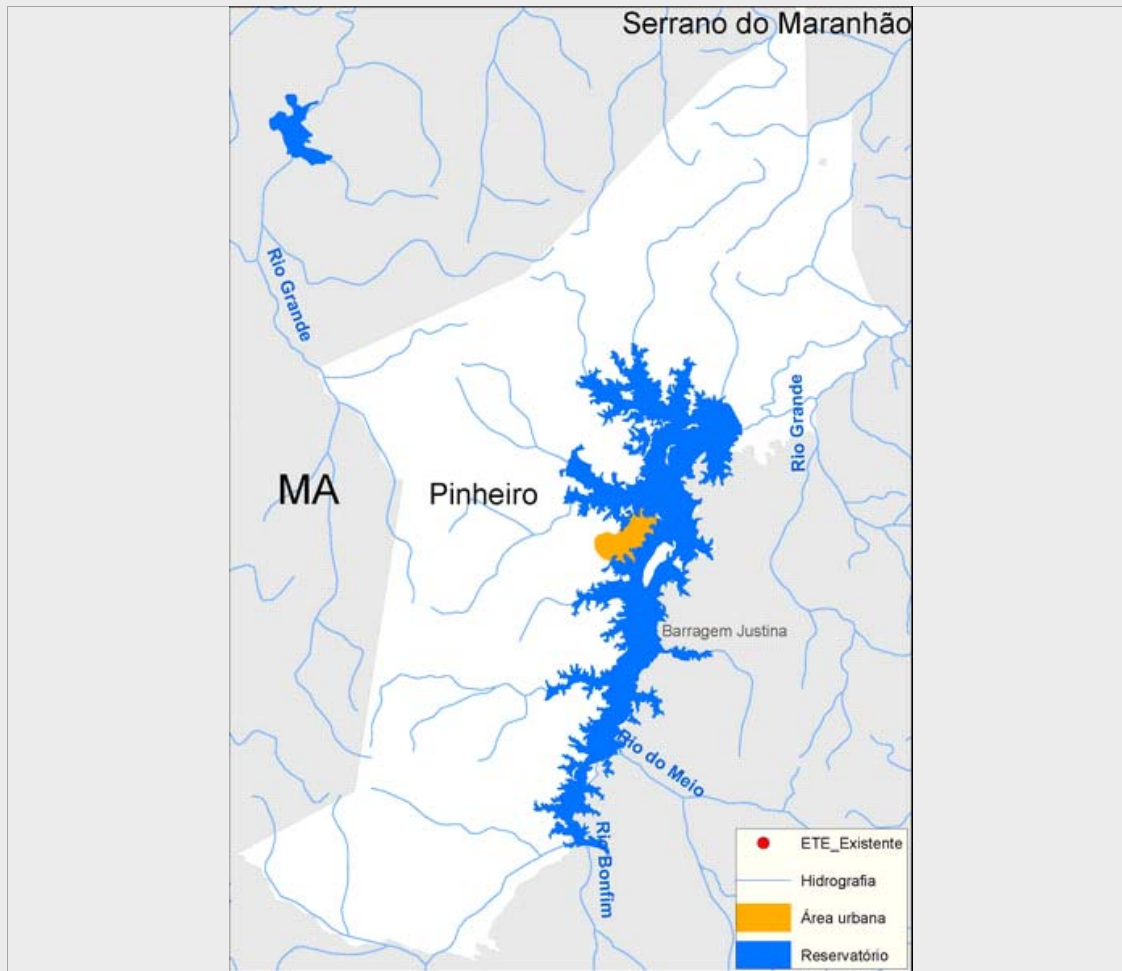 Serrano do Maranhão
Rio Grande
Rio Grande
MA
Pinheiro
Barragem Justina
Rio do Meio
Rio Bonfim
ETE_Existente
Hidrografia
Área urbana
Reservatório